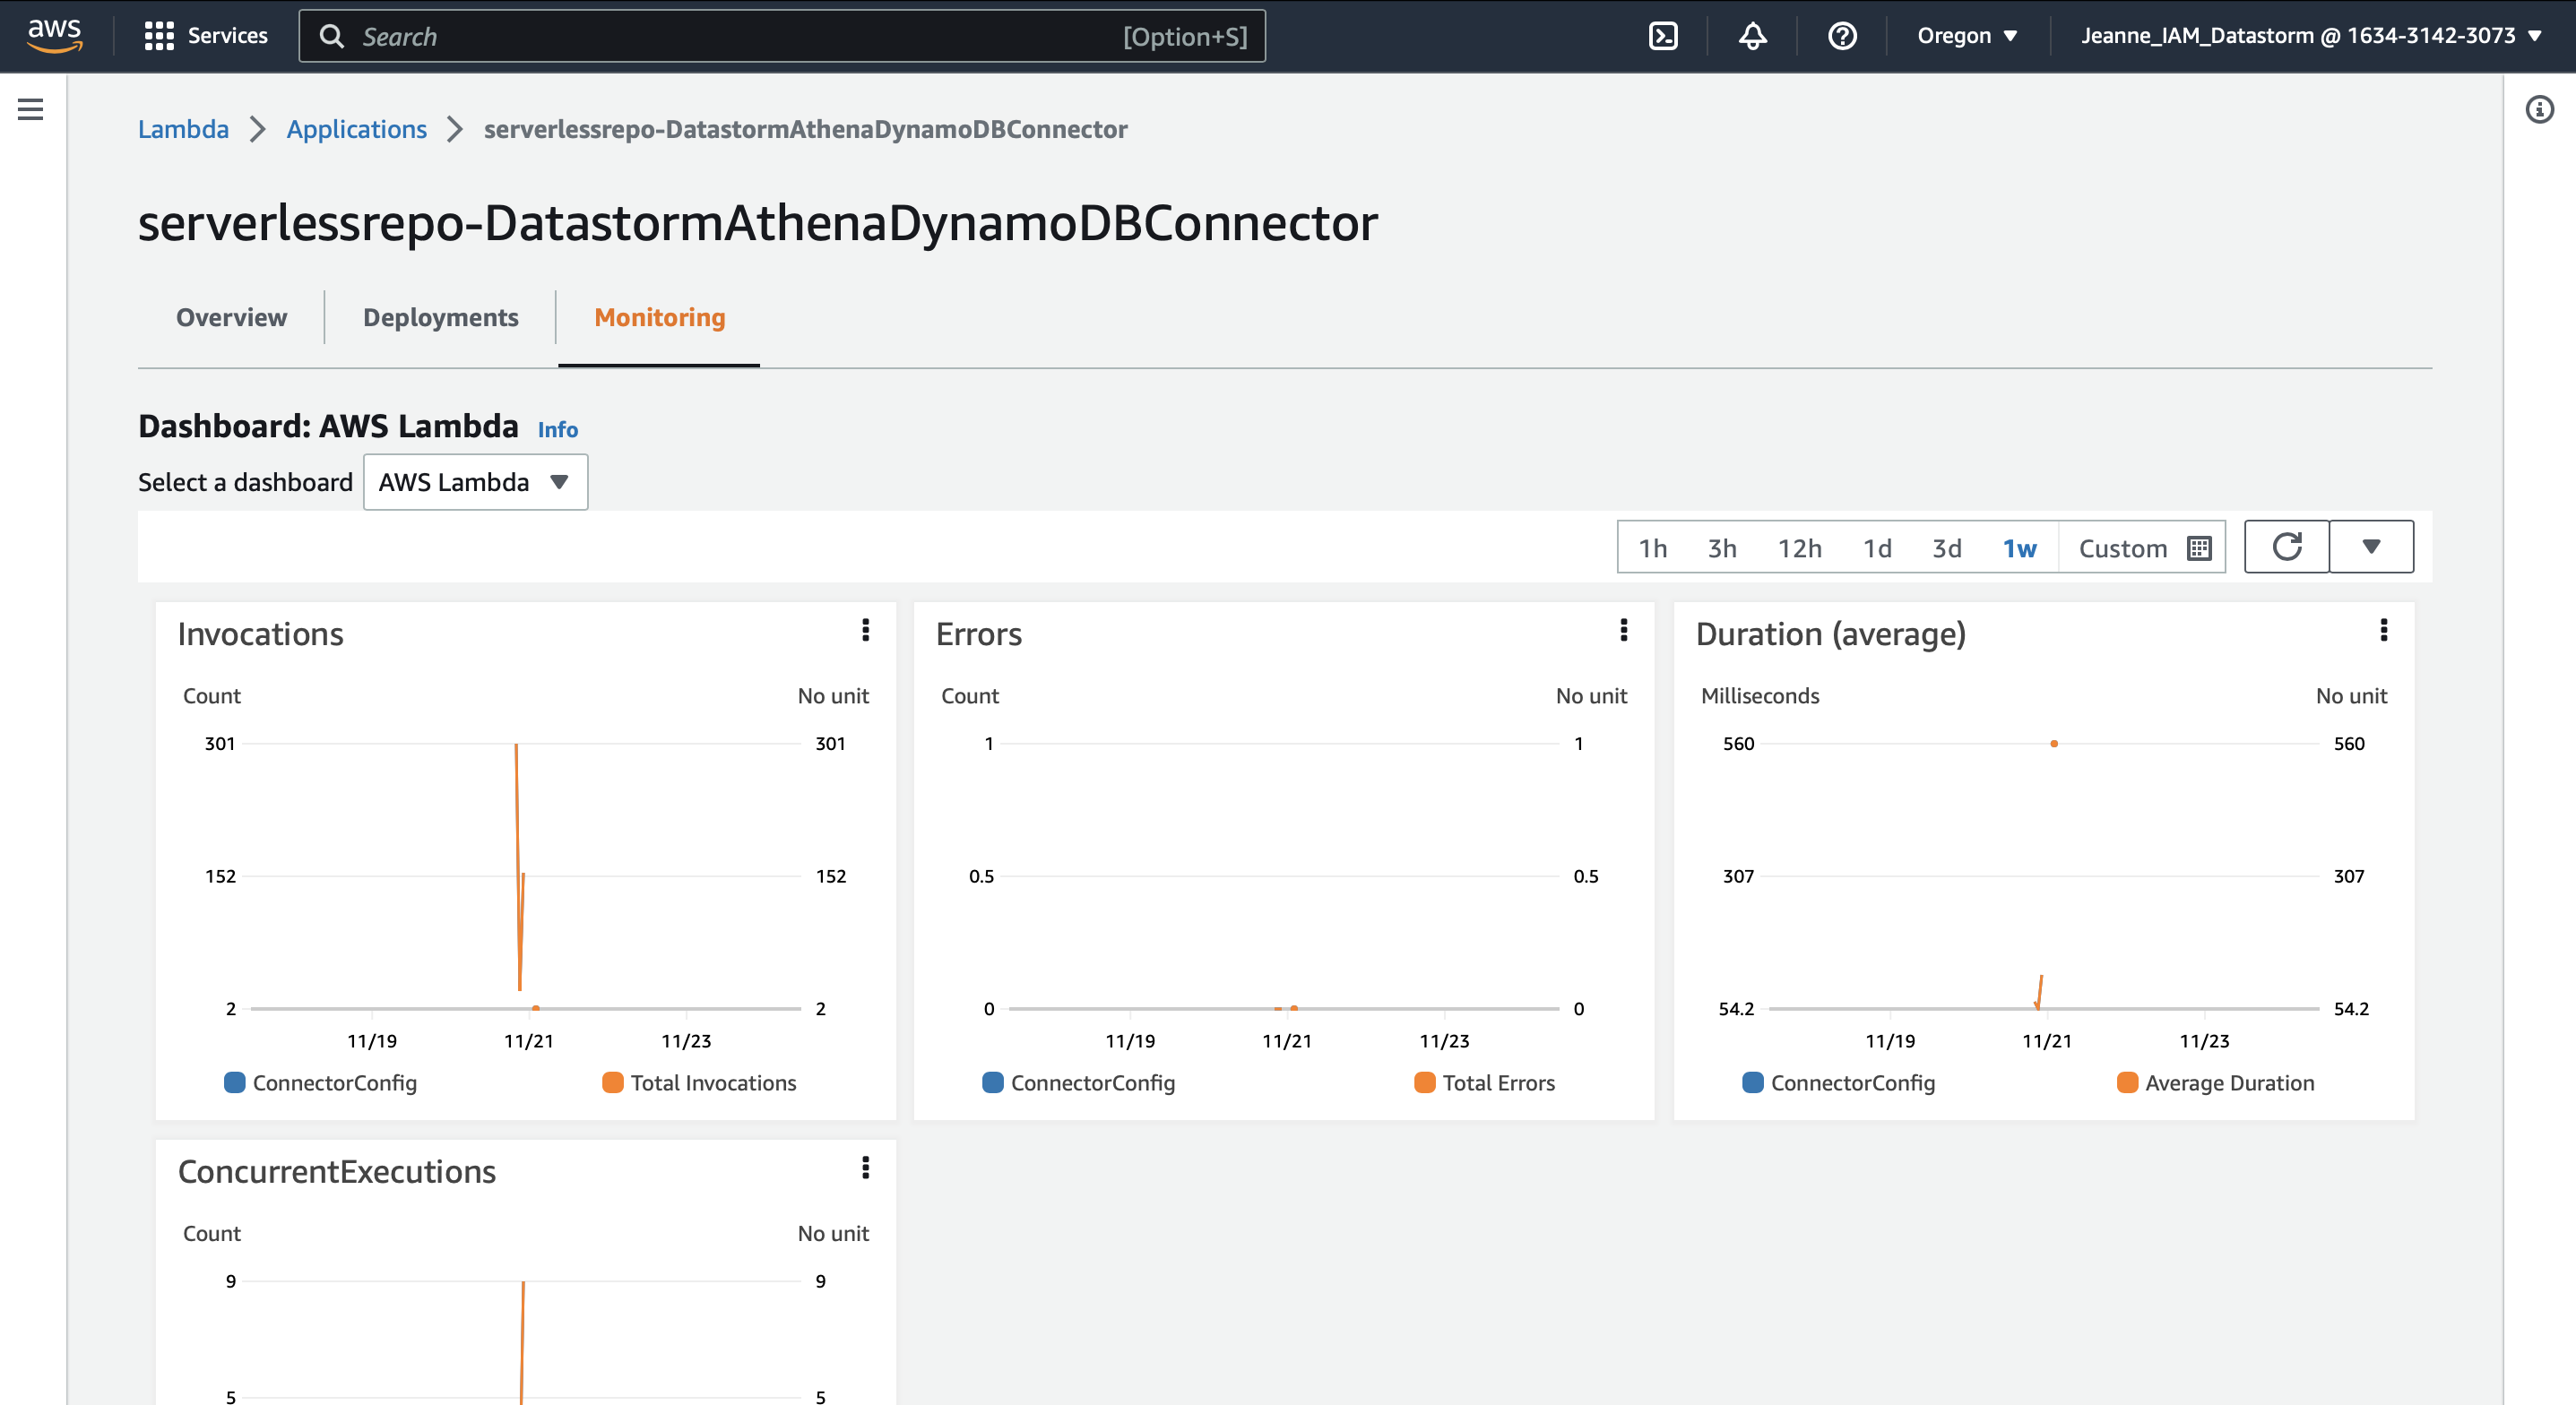 aws Services Search [Option+S] Oregon Jeanne_IAM_Datastorm @ 1634-3142-3073
Lambda Applications serverlessrepo-DatastormAthenaDynamoDBConnector
serverlessrepo-DatastormAthenaDynamoDBConnector
Overview Deployments Monitoring
Dashboard: AWS Lambda Info
Select a dashboard AWS Lambda
1h 3h 12h 1d 3d 1w Custom
Invocations
Count No unit
301 301
152 152
2 2
11/19 11/21 11/23
ConnectorConfig Total Invocations
Errors
Count No unit
1 1
0.5 0.5
0 0
11/19 11/21 11/23
ConnectorConfig Total Errors
Duration (average)
Milliseconds No unit
560 560
307 307
54.2 54.2
11/19 11/21 11/23
ConnectorConfig Average Duration
ConcurrentExecutions
Count No unit
9 9
5 5